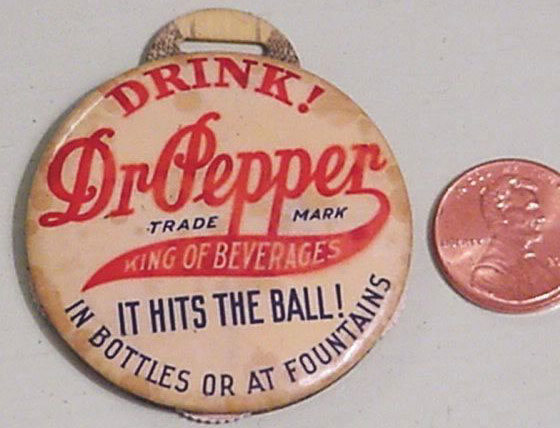 DRINK!
Dr Pepper
TRADE MARK
KING OF BEVERAGES
IT HITS THE BALL!
IN BOTTLES OR AT FOUNTAINS